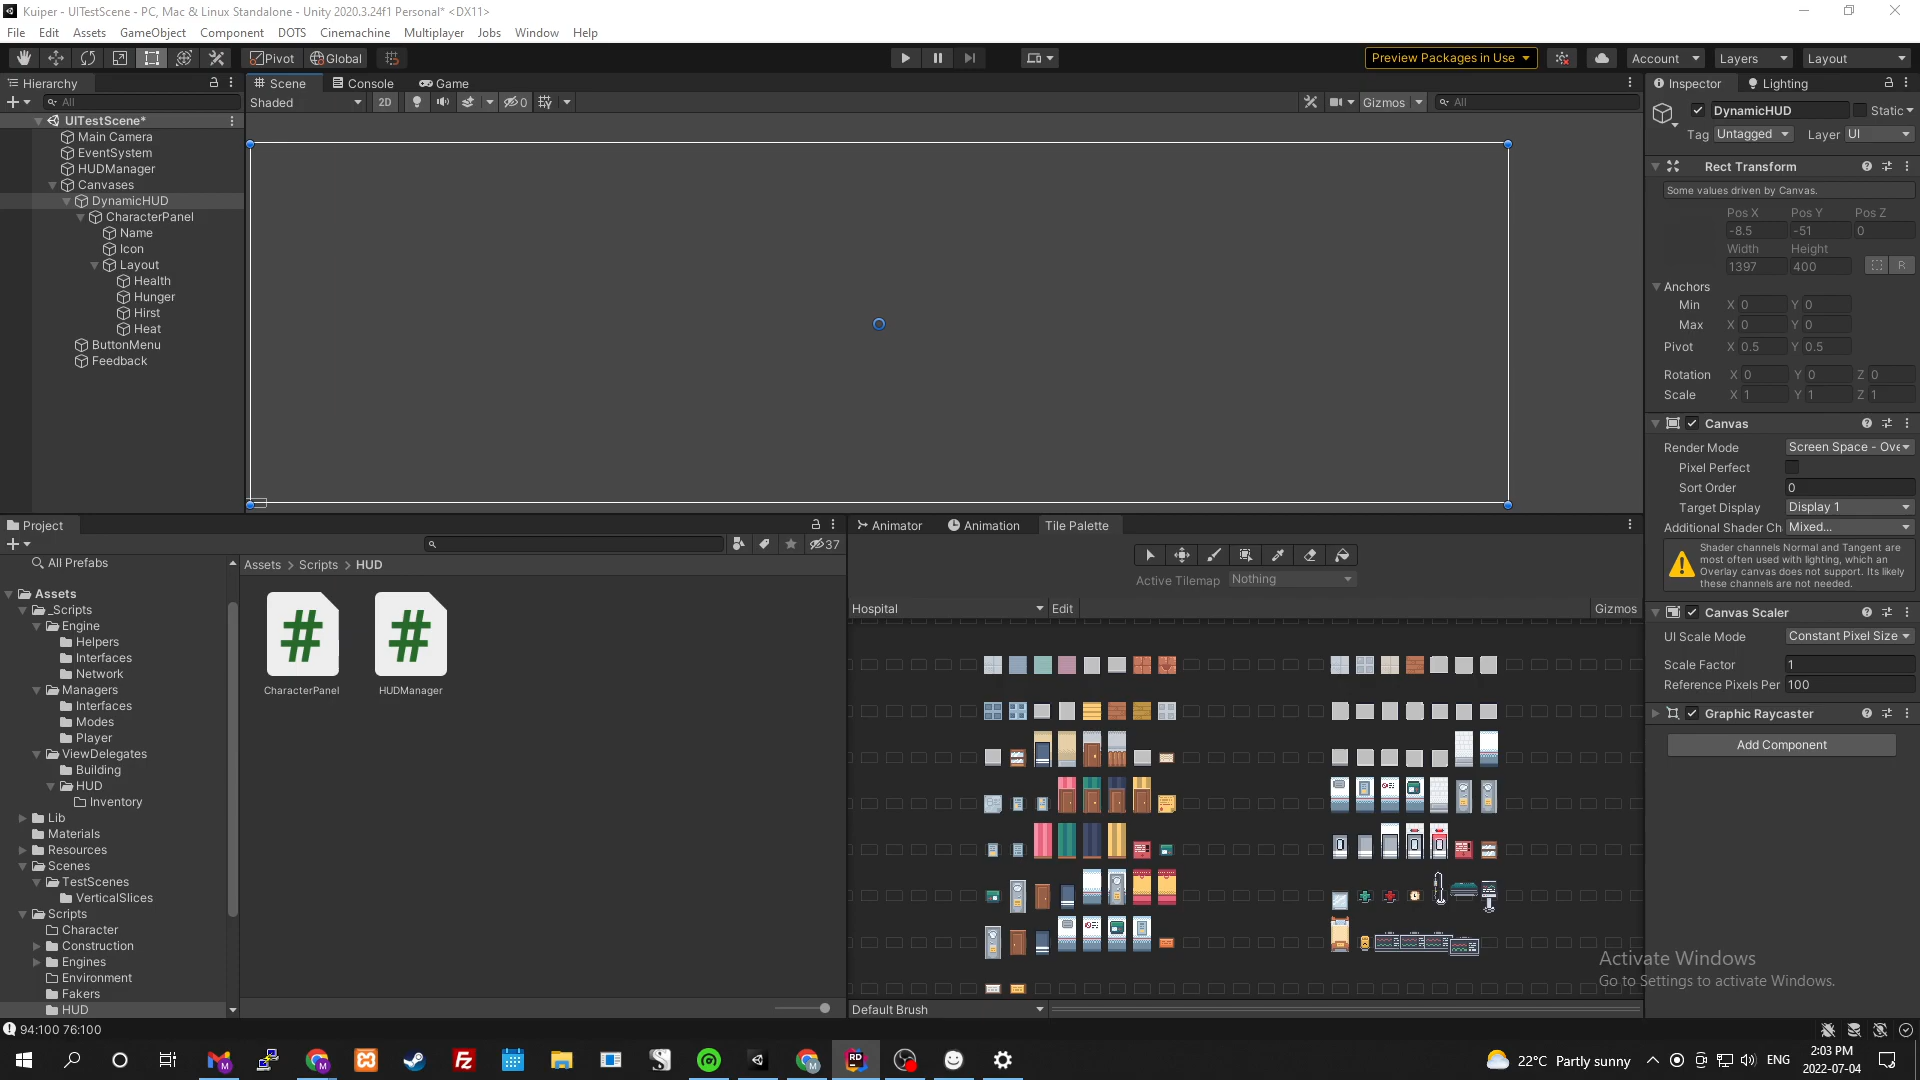 Kuiper - UITestScene - PC, Mac & Linux Standalone - Unity 2020.3.24f1 Personal* <DX11>
File Edit Assets GameObject Component DOTS Cinemachine Multiplayer Jobs Window Help
Pivot Global Preview Packages in Use Account Layers Layout
Hierarchy
All
UITestScene*
Main Camera
EventSystem
HUDManager
Canvases
DynamicHUD
CharacterPanel
Name
Icon
Layout
Health
Hunger
Hirst
Heat
ButtonMenu
Feedback
Scene Console Game
Shaded 2D 0 Gizmos All
Inspector Lighting
DynamicHUD Static
Tag Untagged Layer UI
Rect Transform
Some values driven by Canvas.
Pos X Pos Y Pos Z
-8.5 -51 0
Width Height
1397 400 R
Anchors
Min X 0 Y 0
Max X 0 Y 0
Pivot X 0.5 Y 0.5
Rotation X 0 Y 0 Z 0
Scale X 1 Y 1 Z 1
Canvas
Render Mode Screen Space - Ove
Pixel Perfect
Sort Order 0
Target Display Display 1
Additional Shader Ch Mixed...
Shader channels Normal and Tangent are
most often used with lighting, which an
Overlay canvas does not support. Its likely
these channels are not needed.
Canvas Scaler
UI Scale Mode Constant Pixel Size
Scale Factor 1
Reference Pixels Per 100
Graphic Raycaster
Add Component
Project
37
All Prefabs
Assets
_Scripts
Engine
Helpers
Interfaces
Network
Managers
Interfaces
Modes
Player
ViewDelegates
Building
HUD
Inventory
Lib
Materials
Resources
Scenes
TestScenes
VerticalSlices
Scripts
Character
Construction
Engines
Environment
Fakers
HUD
Assets > Scripts > HUD
# #
CharacterPanel HUDManager
Animator Animation Tile Palette
Active Tilemap Nothing
Hospital Edit Gizmos
Default Brush
Activate Windows
Go to Settings to activate Windows.
94:100 76:100
22°C Partly sunny ENG 2:03 PM
2022-07-04